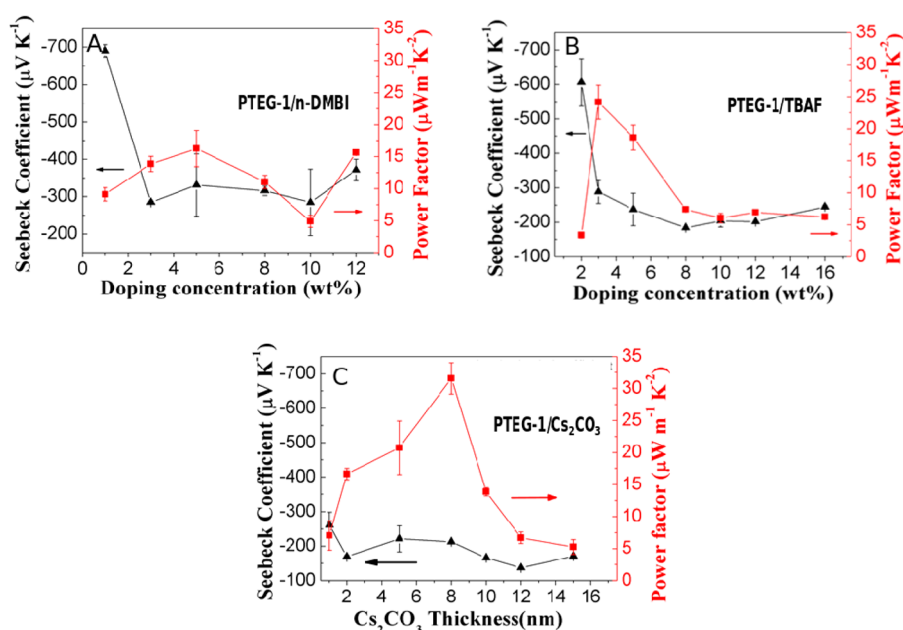 A
PTEG-1/n-DMBI
Seebeck Coefficient (μV K⁻¹)
-700
-600
-500
-400
-300
-200
35
30
25
20
15
10
5
0
Power Factor (μWm⁻¹K⁻²)
0 2 4 6 8 10 12
Doping concentration (wt%)
B
PTEG-1/TBAF
Seebeck Coefficient (μV K⁻¹)
-700
-600
-500
-400
-300
-200
-100
35
30
25
20
15
10
5
0
Power Factor (μWm⁻¹K⁻²)
2 4 6 8 10 12 14 16
Doping concentration (wt%)
C
PTEG-1/Cs₂CO₃
Seebeck Coefficient (μV K⁻¹)
-700
-600
-500
-400
-300
-200
-100
35
30
25
20
15
10
5
0
Power factor (μW m⁻¹ K⁻²)
2 4 6 8 10 12 14 16
Cs₂CO₃ Thickness(nm)